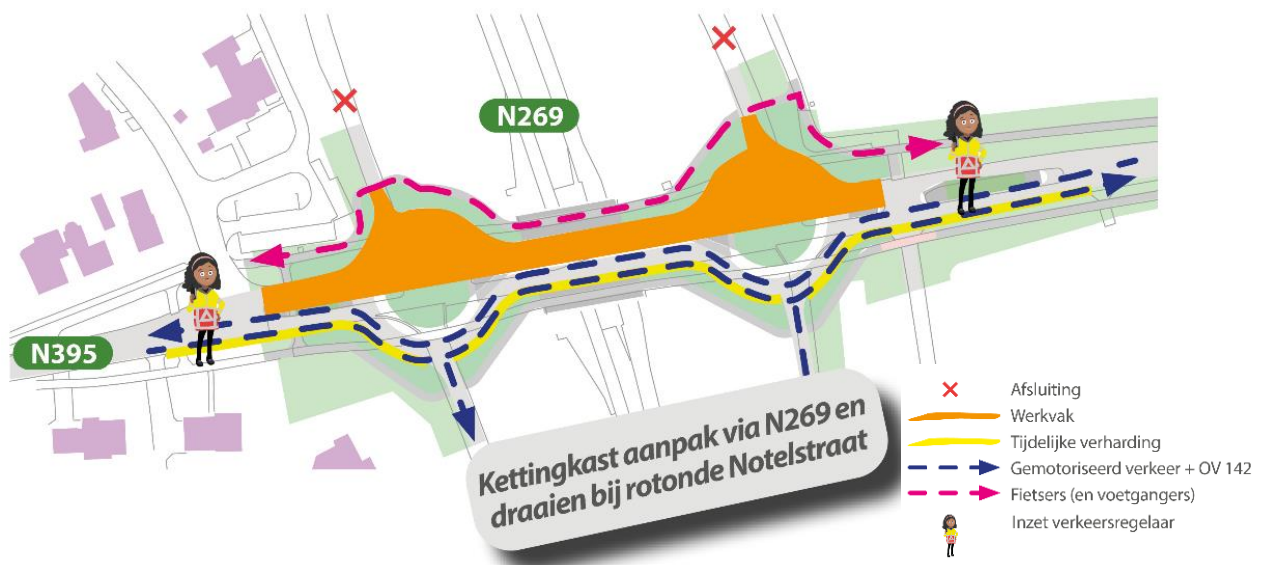 N269
N395
Kettingkast aanpak via N269 en
draaien bij rotonde Notelstraat
Afsluiting
Werkvak
Tijdelijke verharding
Gemotoriseerd verkeer + OV 142
Fietsers (en voetgangers)
Inzet verkeersregelaar